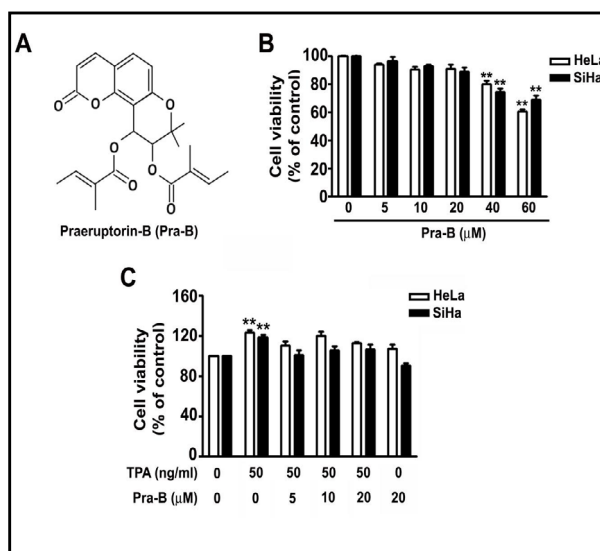 A
O
O
O
O
O
O
O
Praeruptorin-B (Pra-B)
B
HeLa
SiHa
Cell viability
(% of control)
100
80
60
40
20
0
** **
** **
0 5 10 20 40 60
Pra-B (μM)
C
HeLa
SiHa
Cell viability
(% of control)
160
120
80
40
0
** **
TPA (ng/ml) 0 50 50 50 50 0
Pra-B (μM) 0 0 5 10 20 20